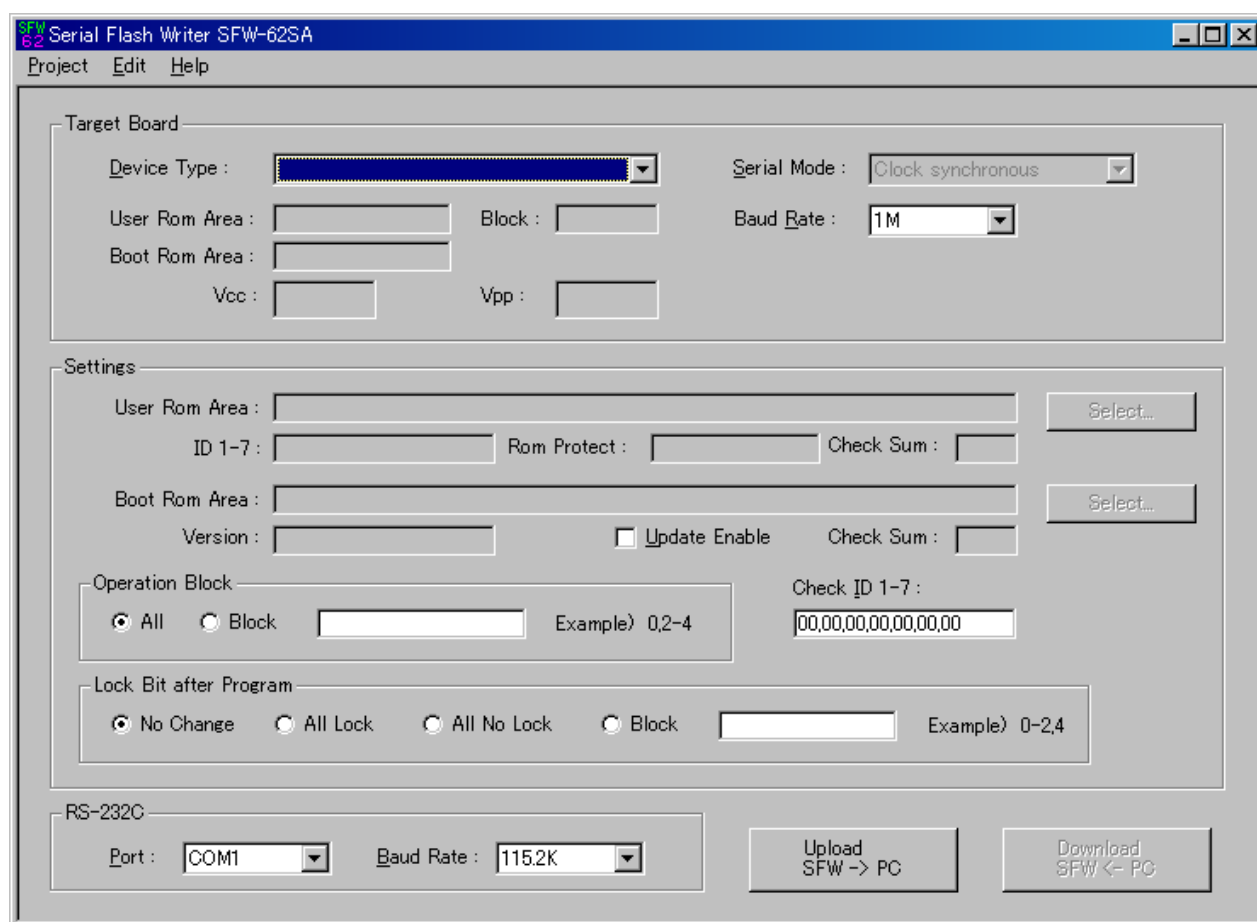 SFW 62 Serial Flash Writer SFW-62SA
Project Edit Help
Target Board
Device Type : Serial Mode : Clock synchronous
User Rom Area : Block : Baud Rate : 1M
Boot Rom Area :
Vcc : Vpp :
Settings
User Rom Area : Select...
ID 1-7 : Rom Protect : Check Sum :
Boot Rom Area : Select...
Version : Update Enable Check Sum :
Operation Block Check ID 1-7 :
All Block Example) 0,2-4 00,00,00,00,00,00,00
Lock Bit after Program
No Change All Lock All No Lock Block Example) 0-2,4
RS-232C
Port : COM1 Baud Rate : 115.2K
Upload
SFW -> PC
Download
SFW <- PC